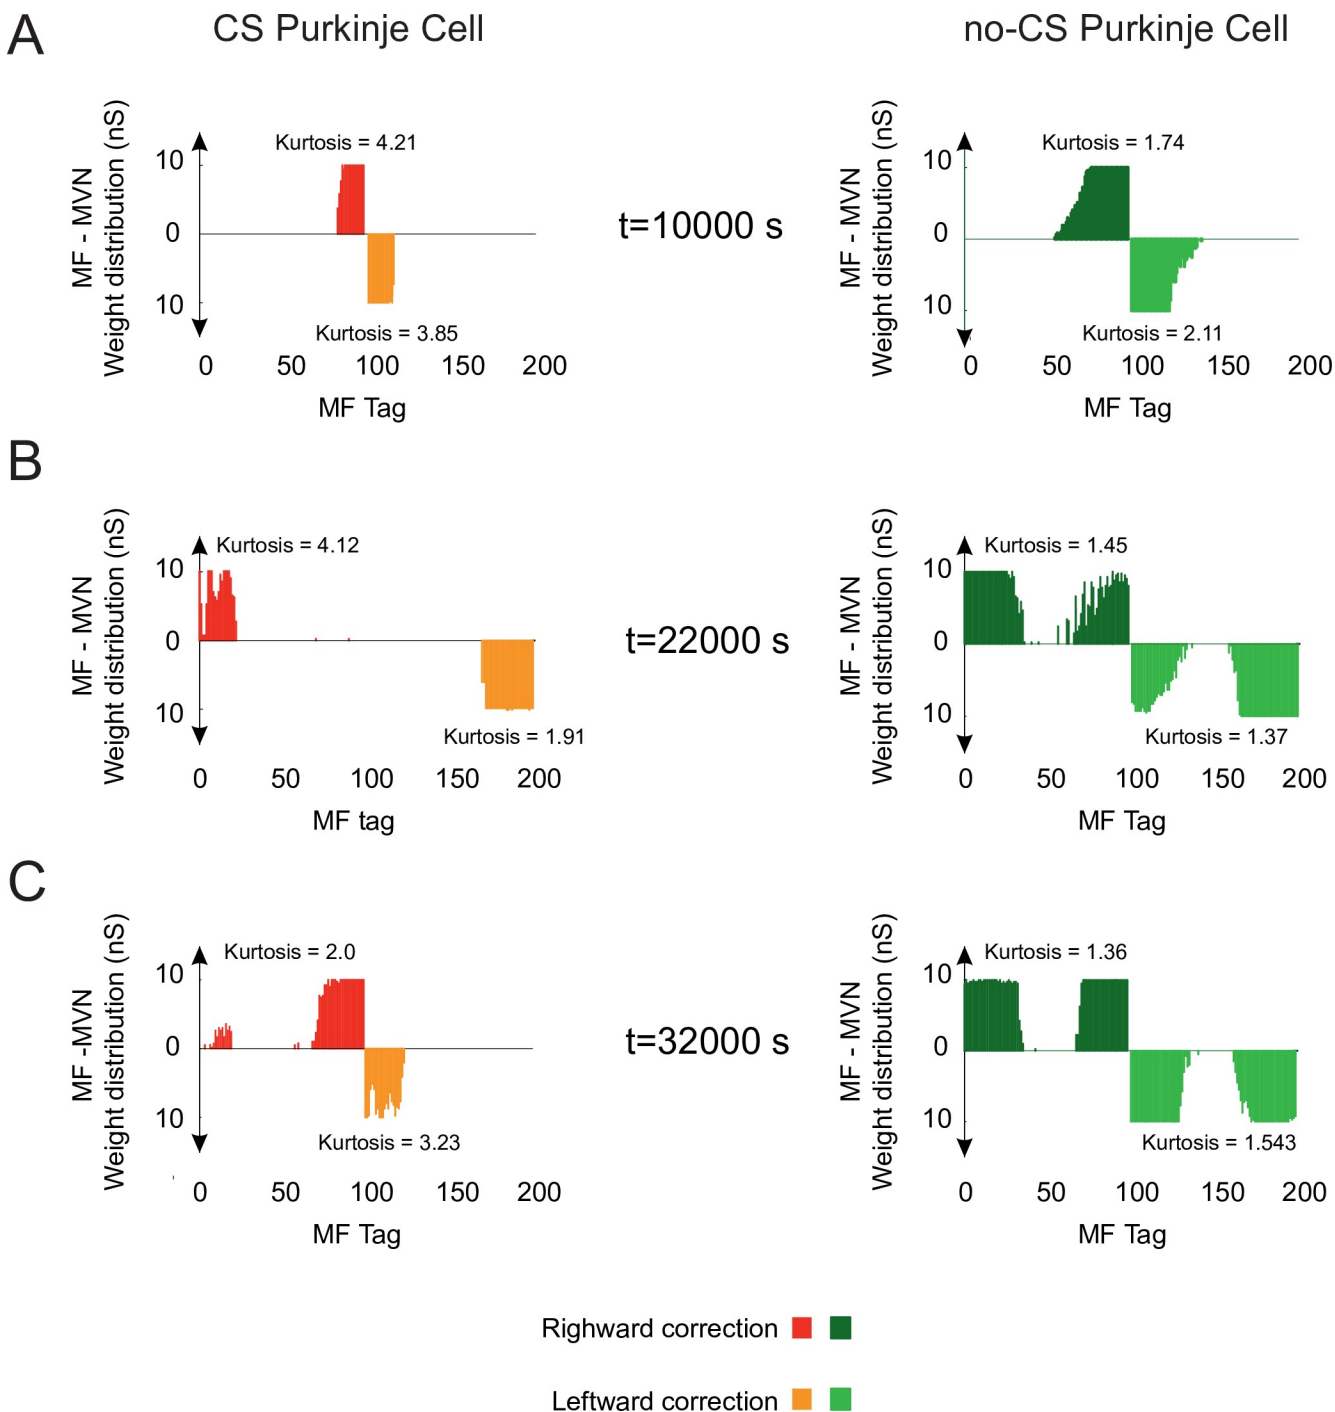 A
CS Purkinje Cell
no-CS Purkinje Cell
MF - MVN
Weight distribution (nS)
10
0
10
Kurtosis = 4.21
Kurtosis = 3.85
0 50 100 150 200
MF Tag
t=10000 s
MF - MVN
Weight distribution (nS)
10
0
10
Kurtosis = 1.74
Kurtosis = 2.11
0 50 100 150 200
MF Tag
B
MF - MVN
Weight distribution (nS)
10
0
10
Kurtosis = 4.12
Kurtosis = 1.91
0 50 100 150 200
MF tag
t=22000 s
MF - MVN
Weight distribution (nS)
10
0
10
Kurtosis = 1.45
Kurtosis = 1.37
0 50 100 150 200
MF Tag
C
MF -MVN
Weight distribution (nS)
10
0
10
Kurtosis = 2.0
Kurtosis = 3.23
0 50 100 150 200
MF Tag
t=32000 s
MF - MVN
Weight distribution (nS)
10
0
10
Kurtosis = 1.36
Kurtosis = 1.543
0 50 100 150 200
MF Tag
Righward correction
Leftward correction